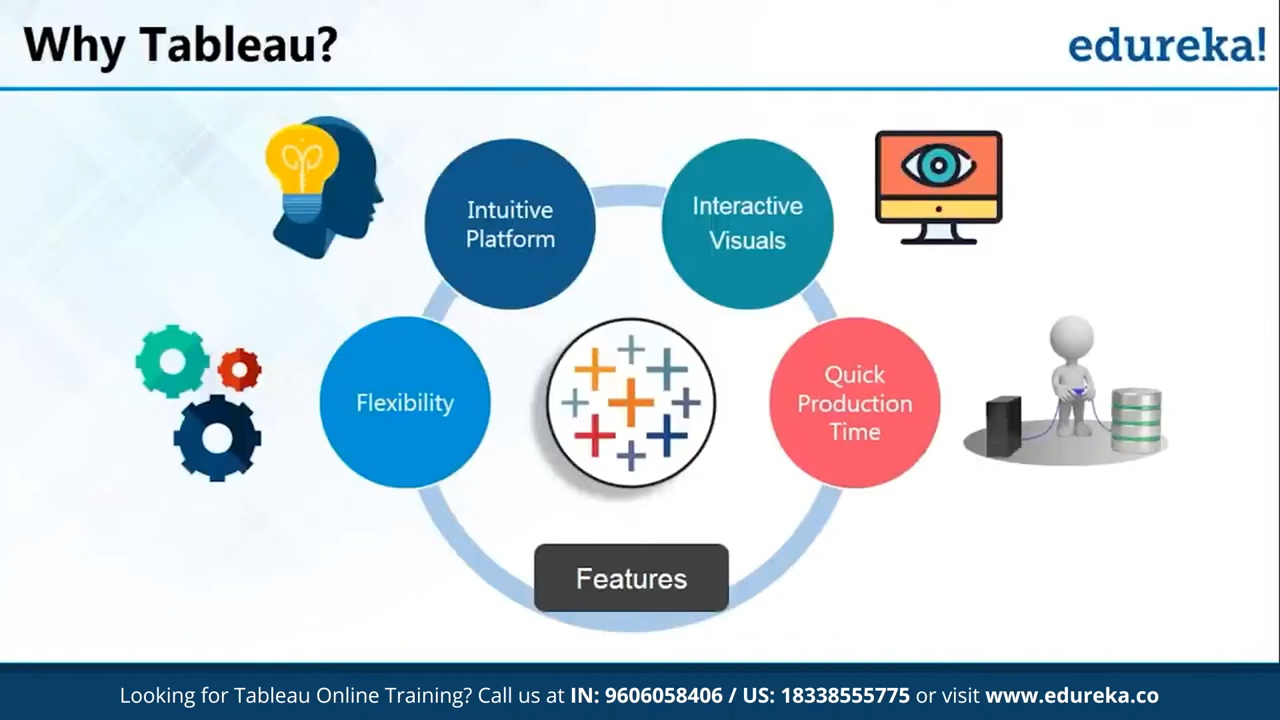 Why Tableau?
edureka!
Intuitive
Platform
Interactive
Visuals
Flexibility
Quick
Production
Time
Features
Looking for Tableau Online Training? Call us at IN: 9606058406 / US: 18338555775 or visit www.edureka.co